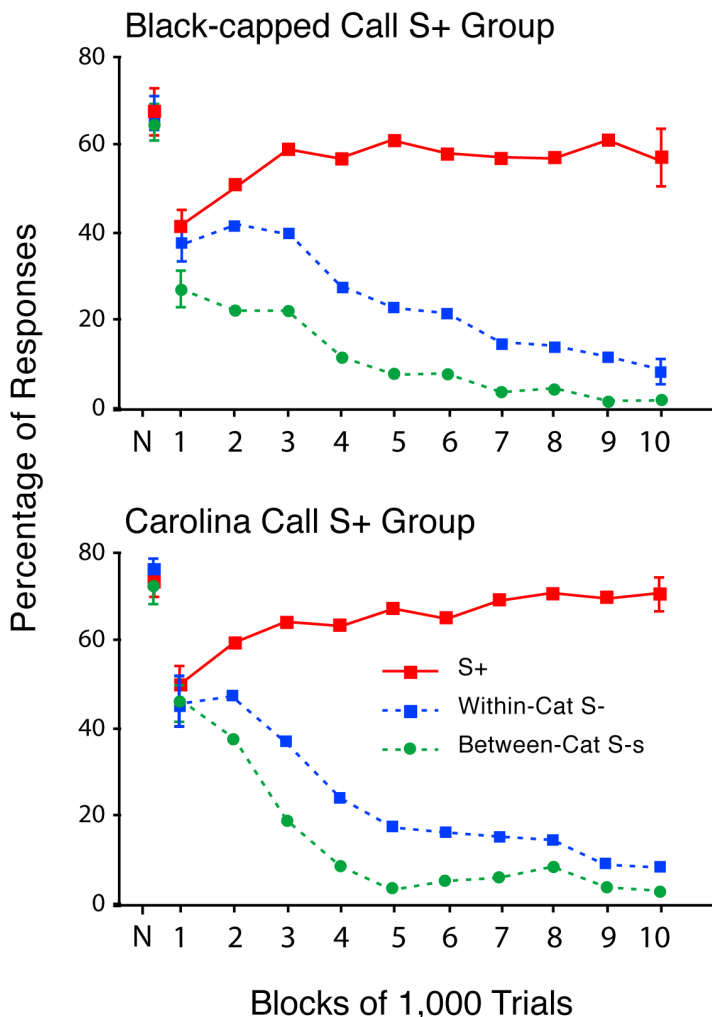 Black-capped Call S+ Group
Percentage of Responses
80
60
40
20
0
N 1 2 3 4 5 6 7 8 9 10
Carolina Call S+ Group
80
60
40
20
0
S+
Within-Cat S-
Between-Cat S-s
N 1 2 3 4 5 6 7 8 9 10
Blocks of 1,000 Trials